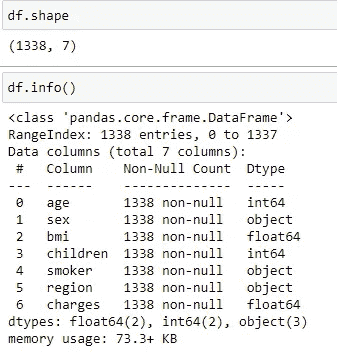 df.shape
(1338, 7)
df.info()
<class 'pandas.core.frame.DataFrame'>
RangeIndex: 1338 entries, 0 to 1337
Data columns (total 7 columns):
 #   Column    Non-Null Count  Dtype
---  ------    --------------  -----
 0   age       1338 non-null   int64
 1   sex       1338 non-null   object
 2   bmi       1338 non-null   float64
 3   children  1338 non-null   int64
 4   smoker    1338 non-null   object
 5   region    1338 non-null   object
 6   charges   1338 non-null   float64
dtypes: float64(2), int64(2), object(3)
memory usage: 73.3+ KB